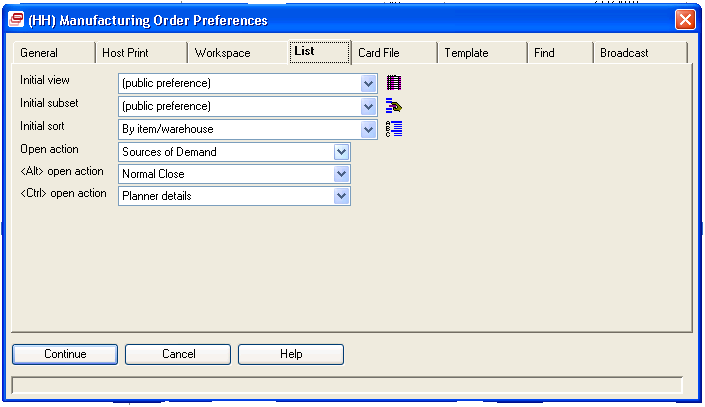 (HH) Manufacturing Order Preferences
General Host Print Workspace List Card File Template Find Broadcast
Initial view (public preference)
Initial subset (public preference)
Initial sort By item/warehouse
Open action Sources of Demand
<Alt> open action Normal Close
<Ctrl> open action Planner details
Continue Cancel Help